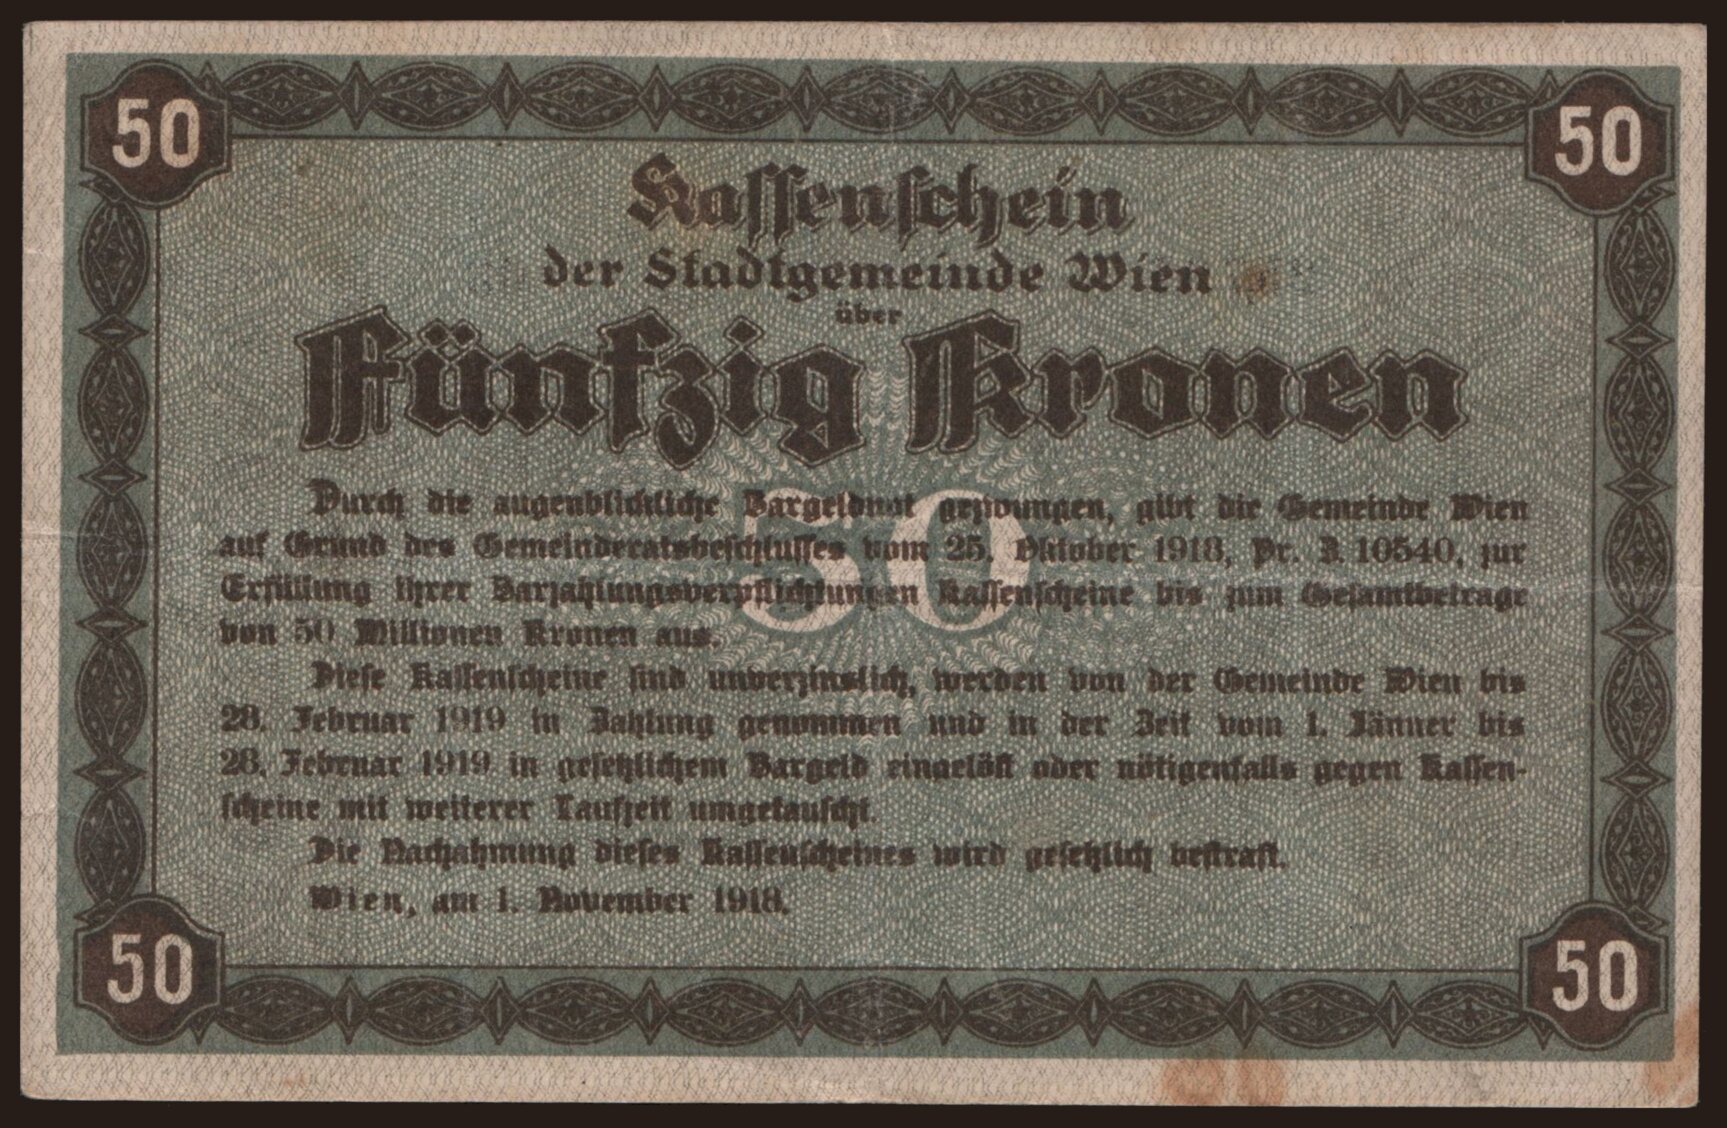 50 50
Kassenschein
der Stadtgemeinde Wien
über
Fünfzig Kronen
50
Durch die augenblickliche Bargeldnot gezwungen, gibt die Gemeinde Wien
auf Grund des Gemeinderatsbeschlusses vom 25. Oktober 1918, Pr. Z. 10540, zur
Erfüllung ihrer Barzahlungsverpflichtungen Kassenscheine bis zum Gesamtbetrage
von 50 Millionen Kronen aus.
Diese Kassenscheine sind unverzinslich, werden von der Gemeinde Wien bis
28. Februar 1919 in Zahlung genommen und in der Zeit vom 1. Jänner bis
28. Februar 1919 in gesetzlichem Bargeld eingelöst oder nötigenfalls gegen Kassen-
scheine mit weiterer Laufzeit umgetauscht.
Die Nachahmung dieses Kassenscheines wird gesetzlich bestraft.
Wien, am 1. November 1918.
50 50